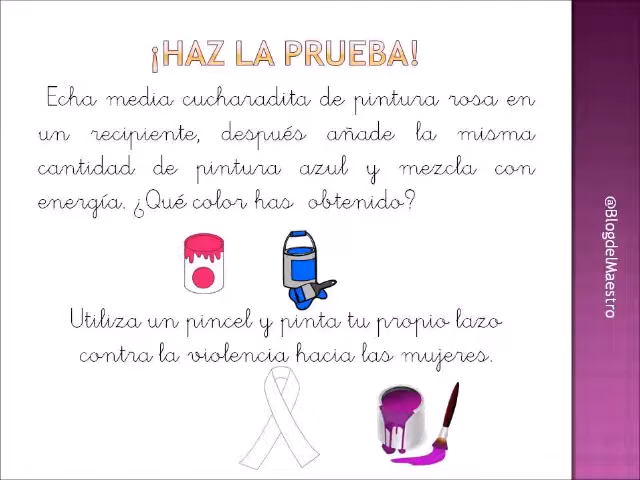 ¡HAZ LA PRUEBA!
Echa media cucharadita de pintura rosa en
un recipiente, después añade la misma
cantidad de pintura azul y mezcla con
energía. ¿Qué color has obtenido?
@BlogdelMaestro
Utiliza un pincel y pinta tu propio lazo
contra la violencia hacia las mujeres.